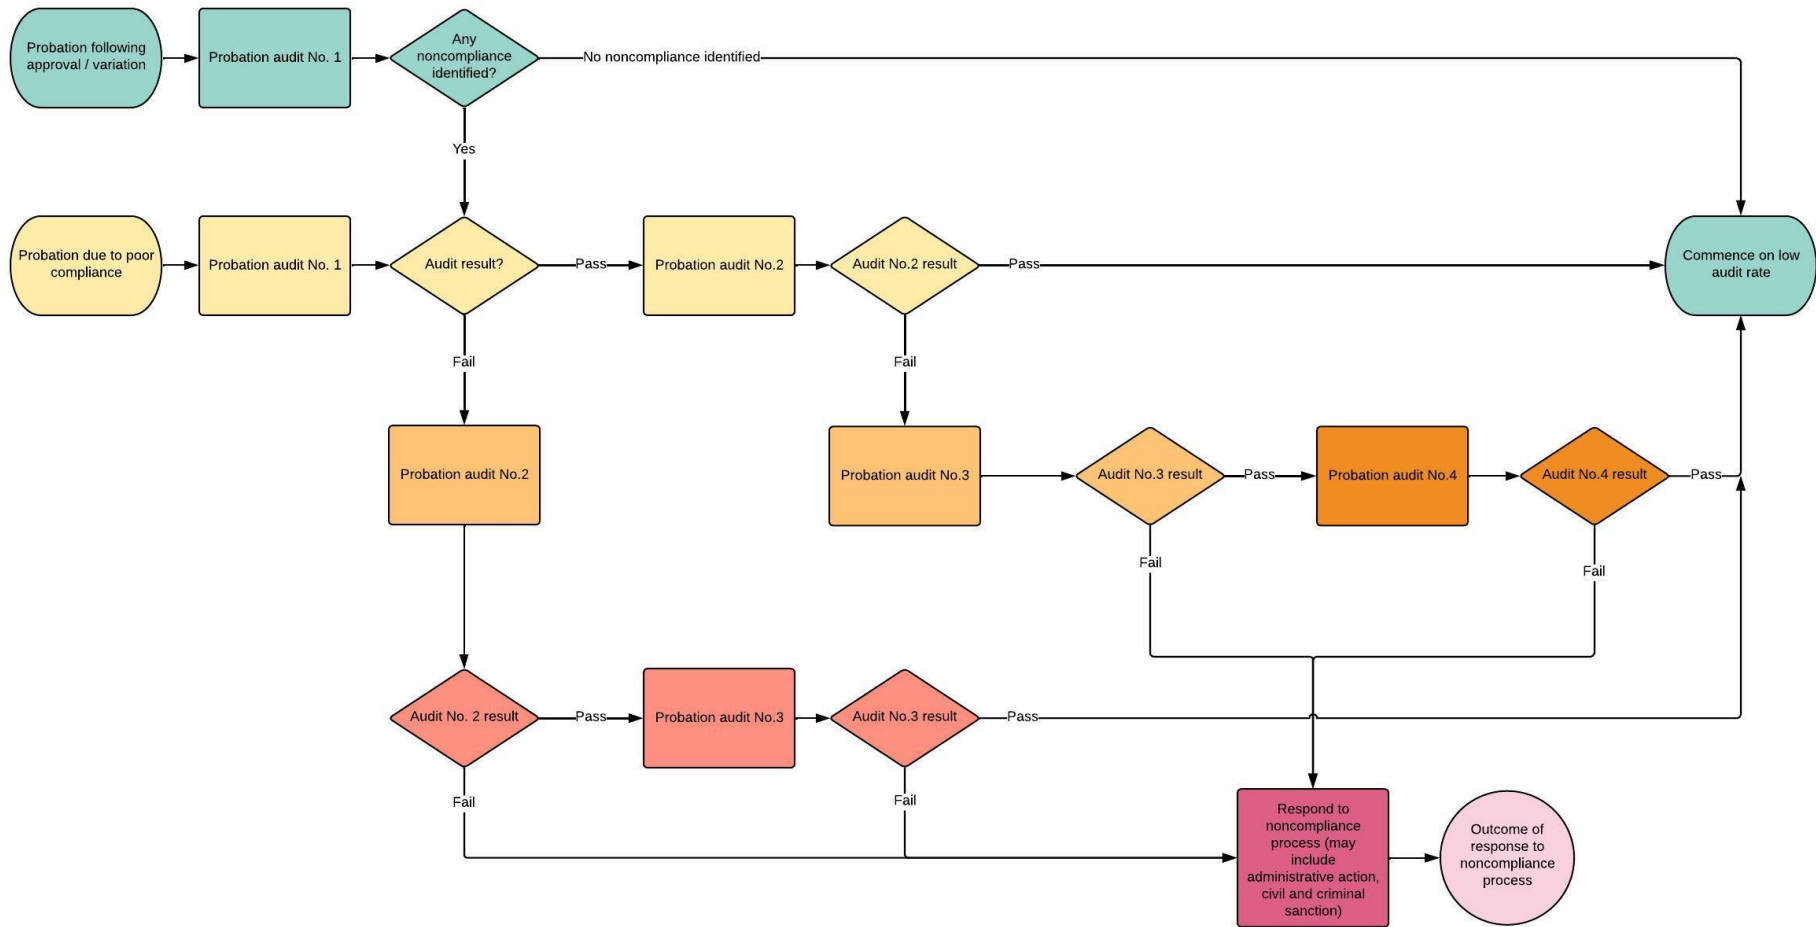 Probation following
approval / variation
Probation audit No. 1
Any
noncompliance
identified?
No noncompliance identified
Yes
Probation due to poor
compliance
Probation audit No. 1
Audit result?
Pass
Probation audit No.2
Audit No.2 result
Pass
Commence on low
audit rate
Fail
Fail
Probation audit No.2
Probation audit No.3
Audit No.3 result
Pass
Probation audit No.4
Audit No.4 result
Pass
Fail
Fail
Audit No. 2 result
Pass
Probation audit No.3
Audit No.3 result
Pass
Fail
Fail
Respond to
noncompliance
process (may
include
administrative action,
civil and criminal
sanction)
Outcome of
response to
noncompliance
process